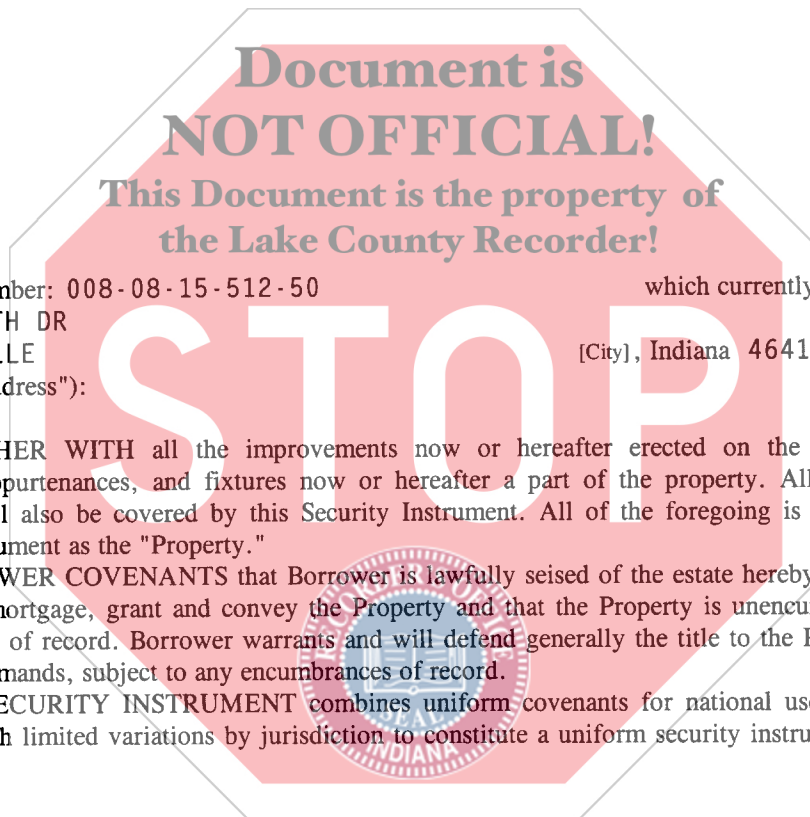 Document is
NOT OFFICIAL!
This Document is the property of
the Lake County Recorder!
mber: 008-08-15-512-50 which currently
TH DR
LLE [City], Indiana 4641
dress"):
STOP
HER WITH all the improvements now or hereafter erected on the
purtenances, and fixtures now or hereafter a part of the property. All
l also be covered by this Security Instrument. All of the foregoing is
ument as the "Property."
WER COVENANTS that Borrower is lawfully seised of the estate hereby
mortgage, grant and convey the Property and that the Property is unencu
of record. Borrower warrants and will defend generally the title to the
mands, subject to any encumbrances of record.
ECURITY INSTRUMENT combines uniform covenants for national use
h limited variations by jurisdiction to constitute a uniform security instru
RECORDER OF THE
SEAL
INDIANA